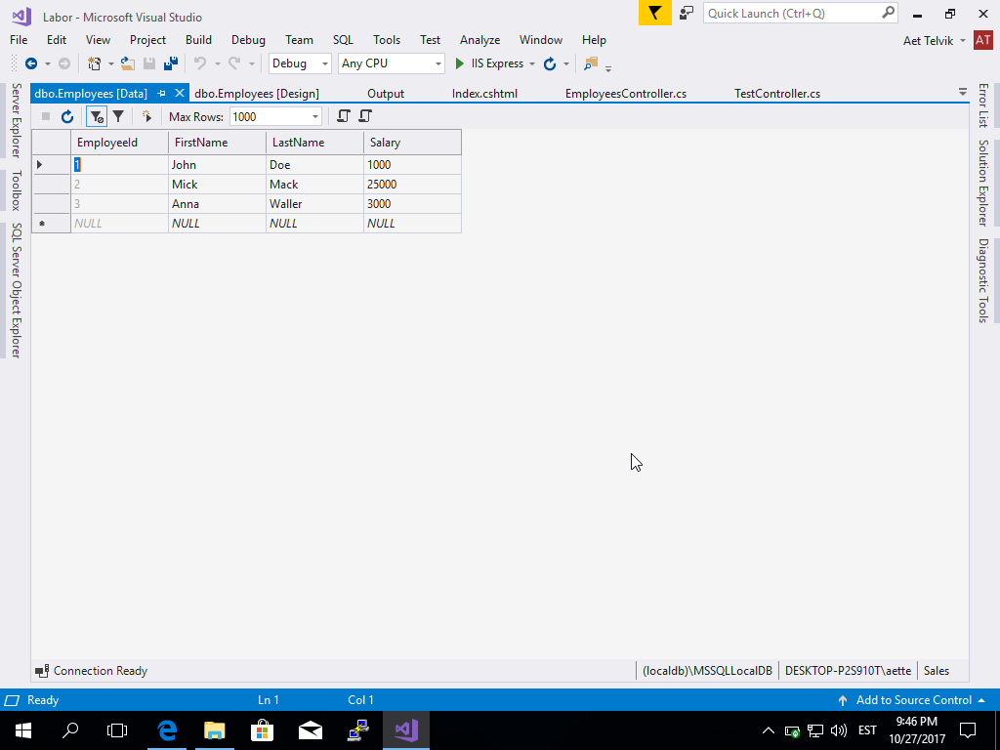 Labor - Microsoft Visual Studio
Quick Launch (Ctrl+Q)
File Edit View Project Build Debug Team SQL Tools Test Analyze Window Help
Aet Telvik AT
Debug Any CPU IIS Express
dbo.Employees [Data] dbo.Employees [Design] Output Index.cshtml EmployeesController.cs TestController.cs
Max Rows: 1000
EmployeeId FirstName LastName Salary
1 John Doe 1000
2 Mick Mack 25000
3 Anna Waller 3000
NULL NULL NULL NULL
Server Explorer
Toolbox
SQL Server Object Explorer
Error List
Solution Explorer
Diagnostic Tools
Connection Ready (localdb)\MSSQLLocalDB DESKTOP-P2S910T\aette Sales
Ready Ln 1 Col 1 Add to Source Control
EST
9:46 PM
10/27/2017